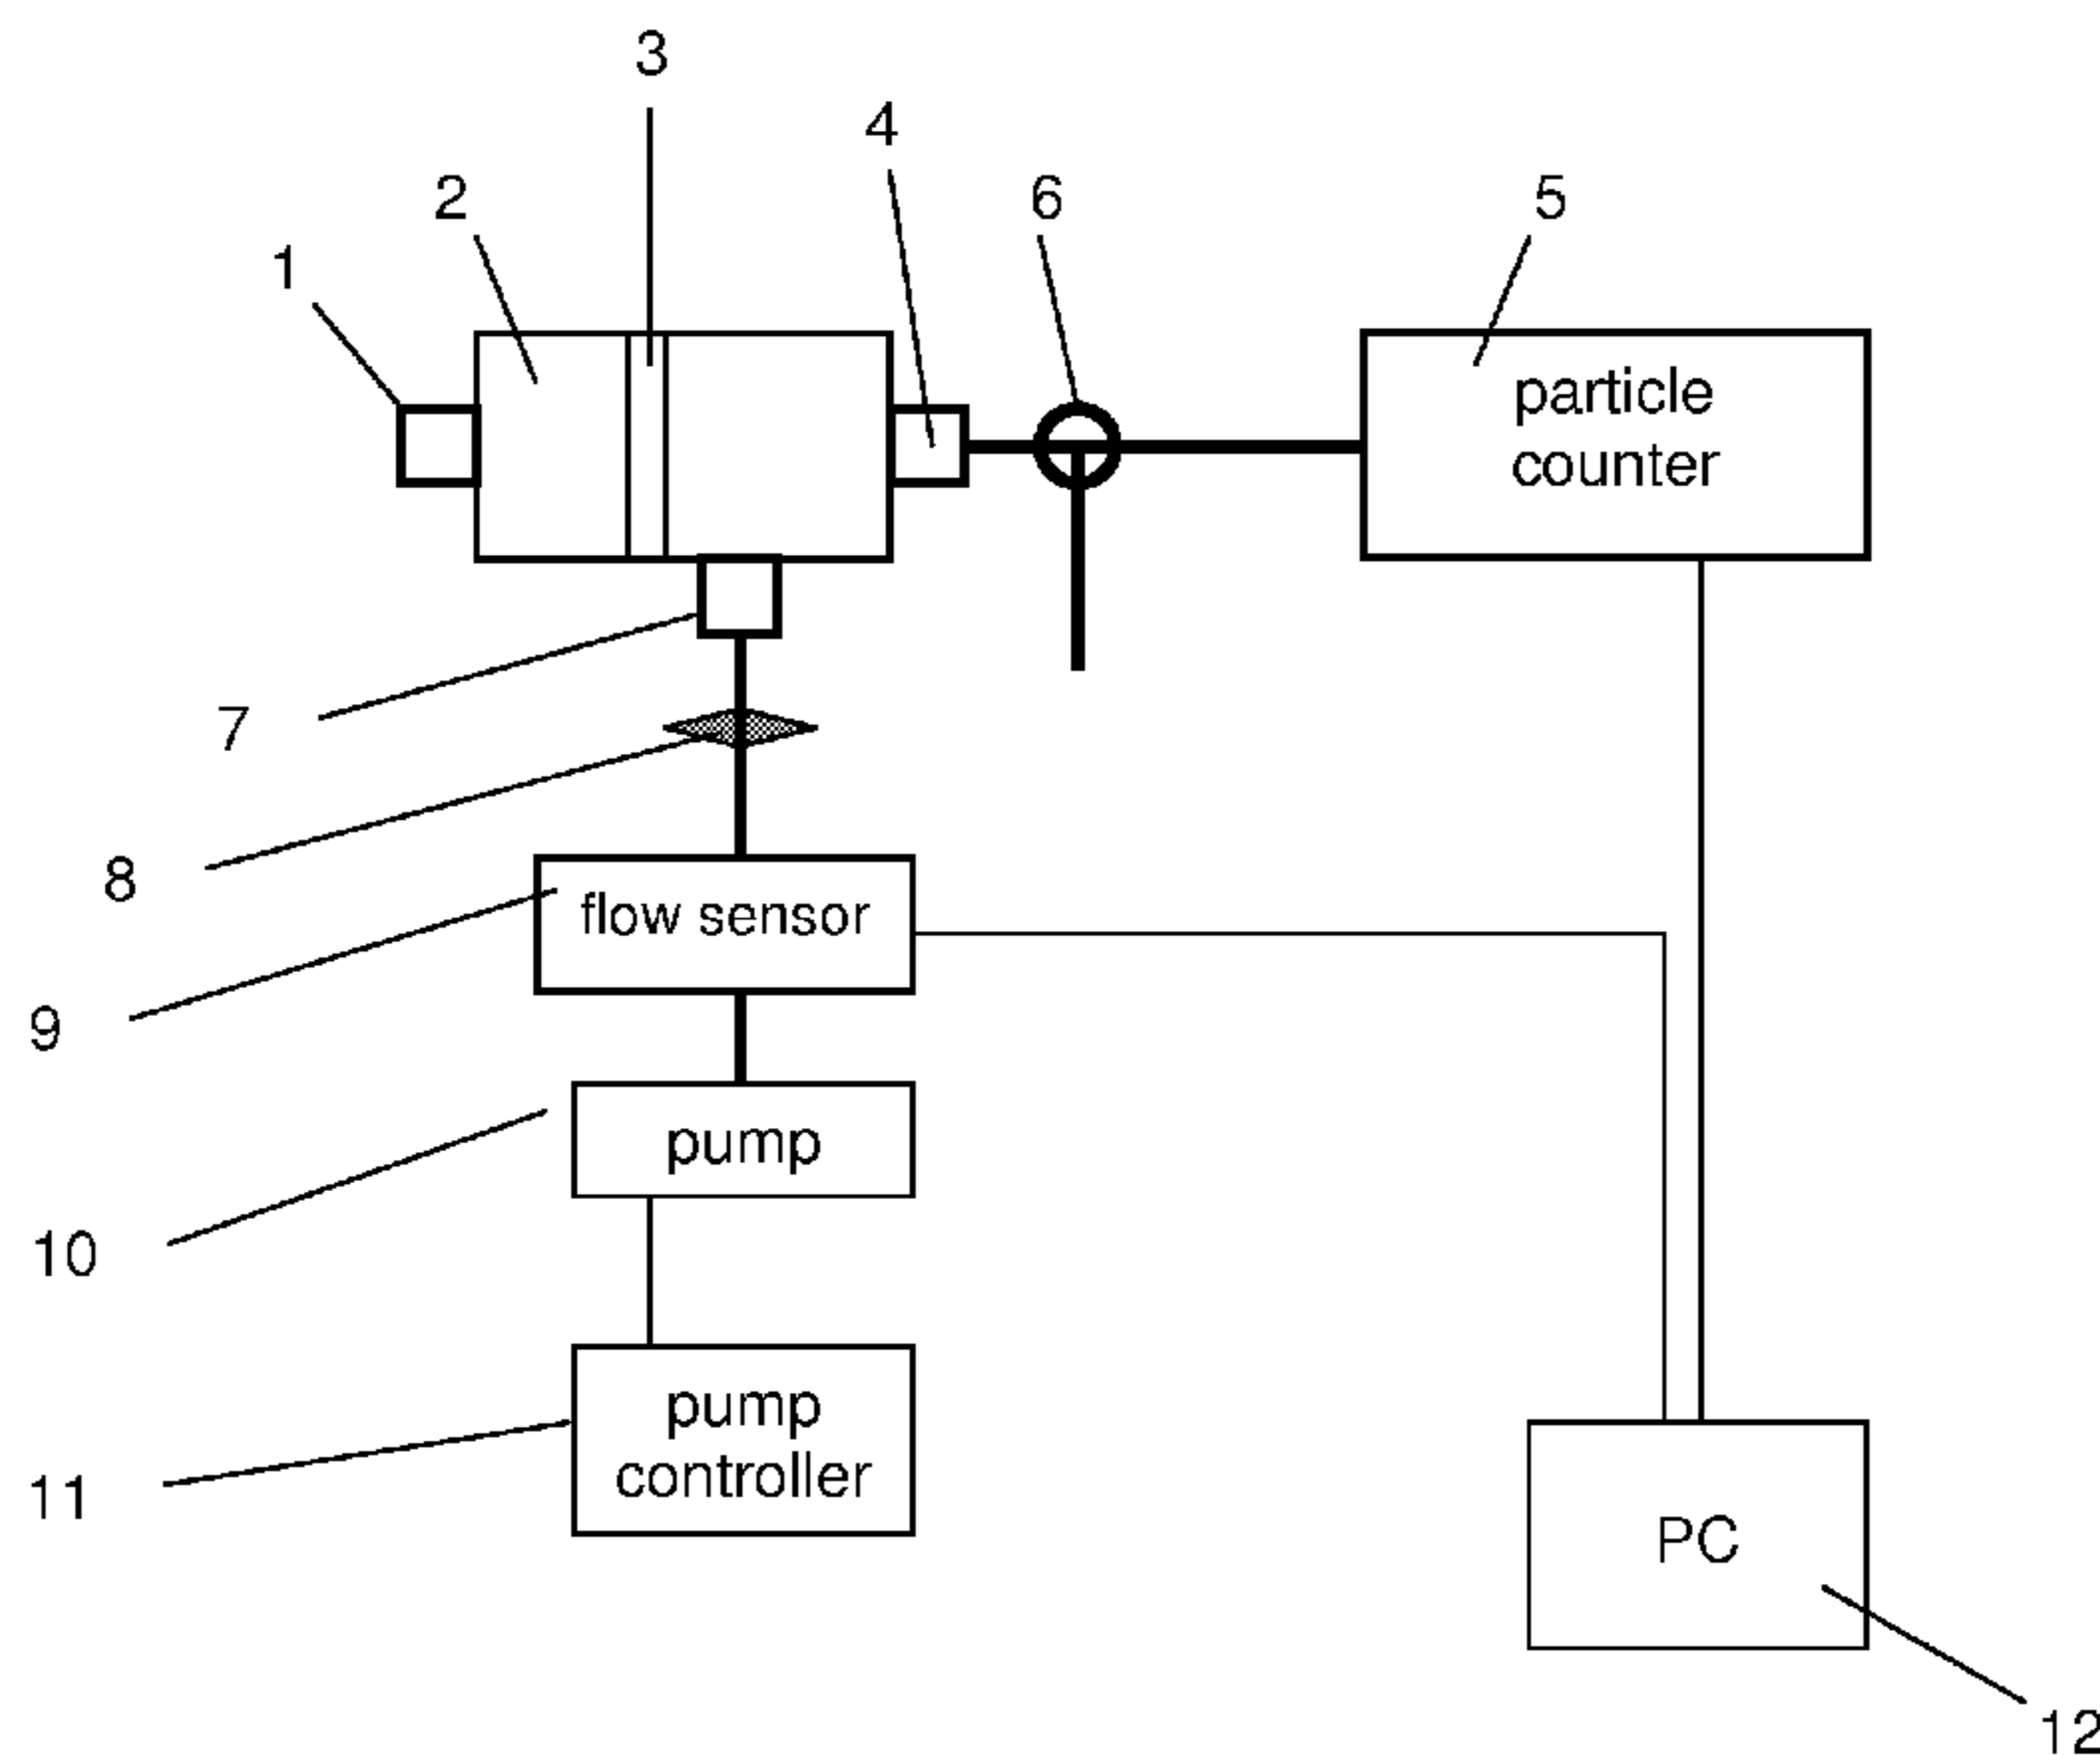 3
4
2
6
5
1
particle
counter
7
8
flow sensor
9
pump
10
pump
controller
11
PC
12